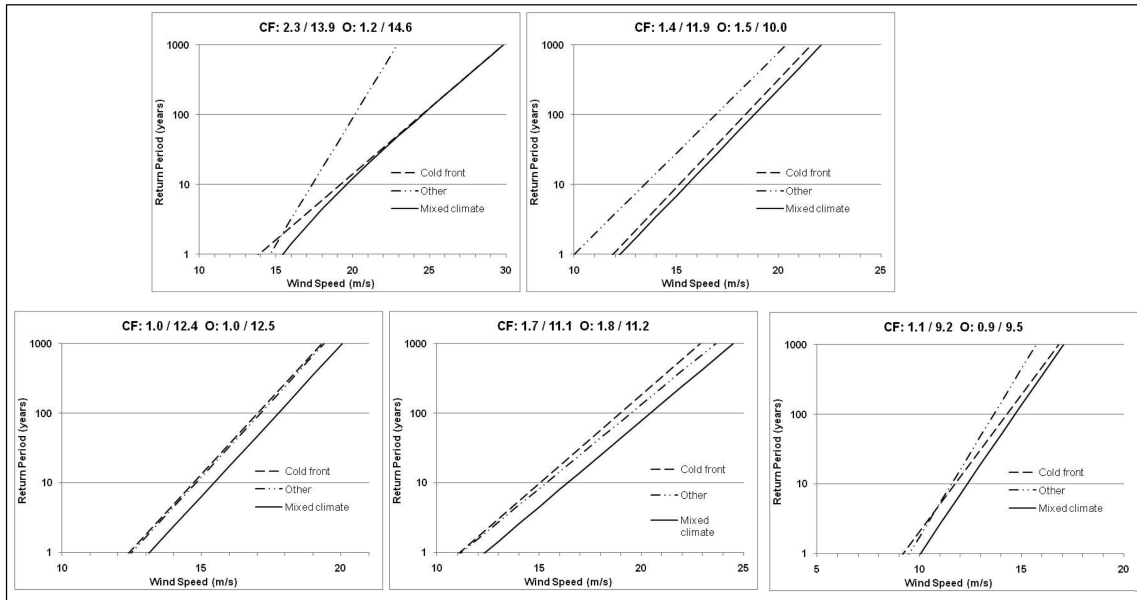 CF: 2.3 / 13.9 O: 1.2 / 14.6
1000
100
10
1
Return Period (years)
Cold front
Other
Mixed climate
10 15 20 25 30
Wind Speed (m/s)
CF: 1.4 / 11.9 O: 1.5 / 10.0
1000
100
10
1
Return Period (years)
Cold front
Other
Mixed climate
10 15 20 25
Wind Speed (m/s)
CF: 1.0 / 12.4 O: 1.0 / 12.5
1000
100
10
1
Return Period (years)
Cold front
Other
Mixed climate
10 15 20
Wind Speed (m/s)
CF: 1.7 / 11.1 O: 1.8 / 11.2
1000
100
10
1
Return Period (years)
Cold front
Other
Mixed
climate
10 15 20 25
Wind Speed (m/s)
CF: 1.1 / 9.2 O: 0.9 / 9.5
1000
100
10
1
Return Period (years)
Cold front
Other
Mixed climate
5 10 15 20
Wind Speed (m/s)